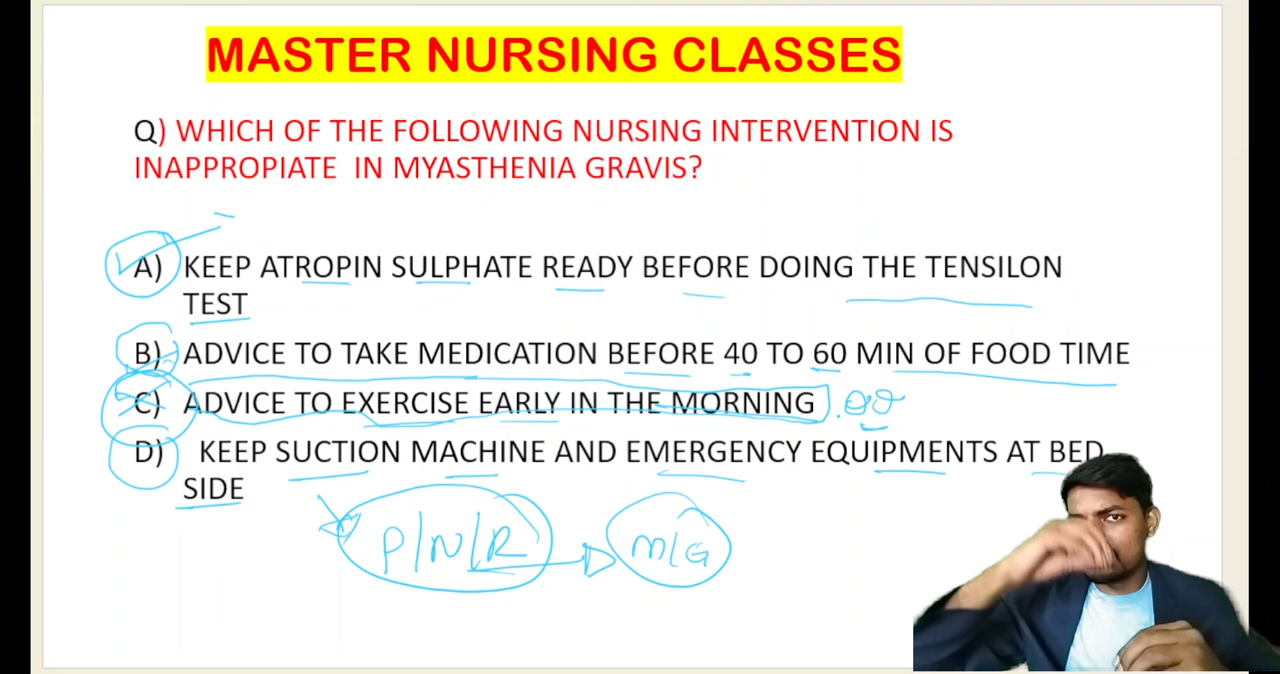 MASTER NURSING CLASSES
Q) WHICH OF THE FOLLOWING NURSING INTERVENTION IS
INAPPROPIATE IN MYASTHENIA GRAVIS?
A) KEEP ATROPIN SULPHATE READY BEFORE DOING THE TENSILON
TEST
B) ADVICE TO TAKE MEDICATION BEFORE 40 TO 60 MIN OF FOOD TIME
C) ADVICE TO EXERCISE EARLY IN THE MORNING
D) KEEP SUCTION MACHINE AND EMERGENCY EQUIPMENTS AT BED
SIDE
P/N/R M/G